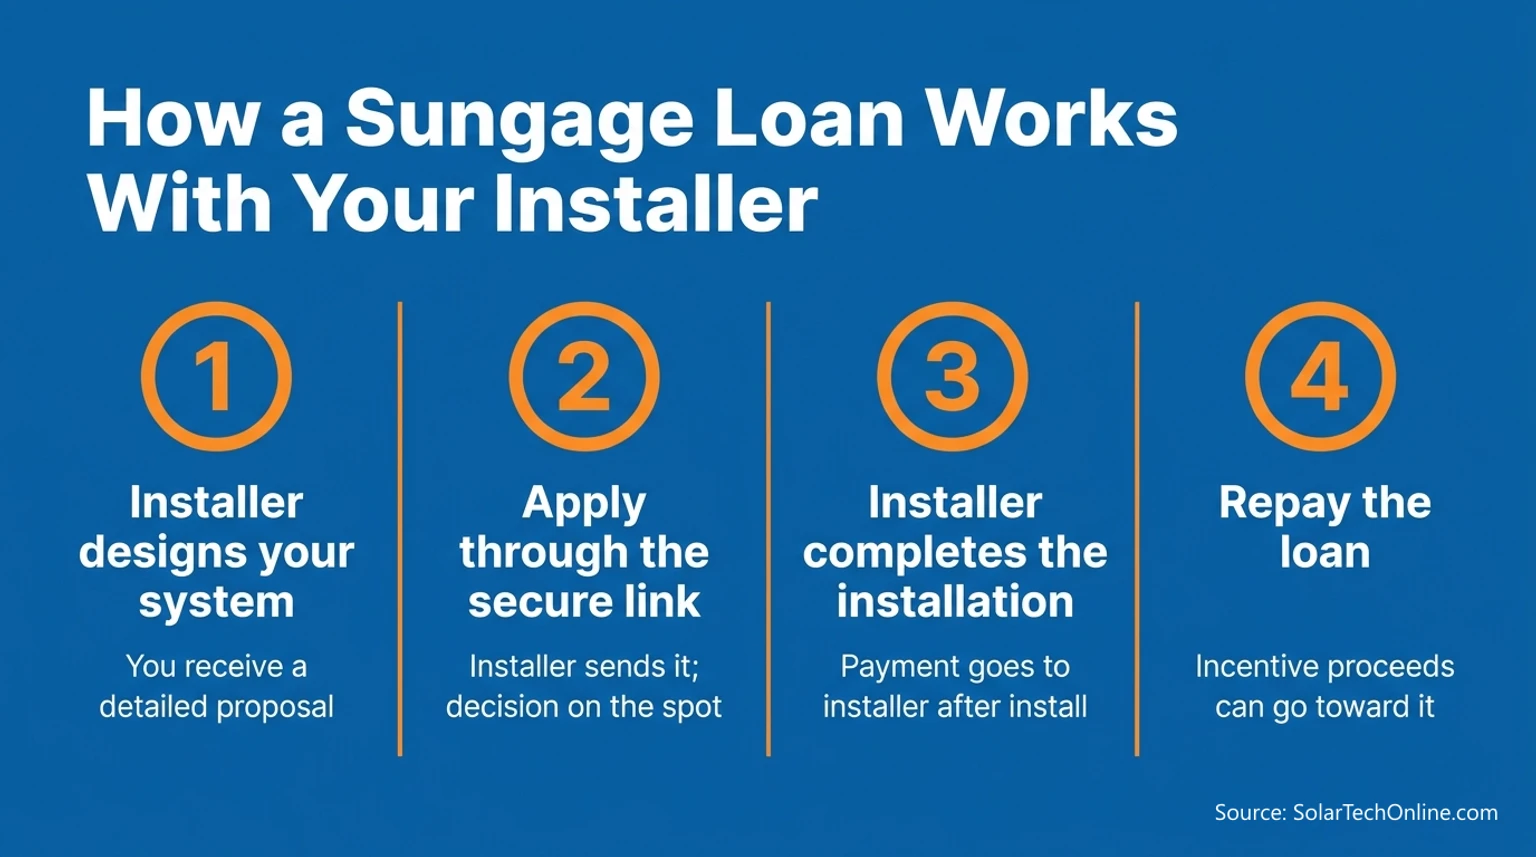 How a Sungage Loan Works
With Your Installer
1
Installer
designs your
system
You receive a
detailed proposal
2
Apply
through the
secure link
Installer sends it;
decision on the spot
3
Installer
completes the
installation
Payment goes to
installer after install
4
Repay the
loan
Incentive proceeds
can go toward it
Source: SolarTechOnline.com